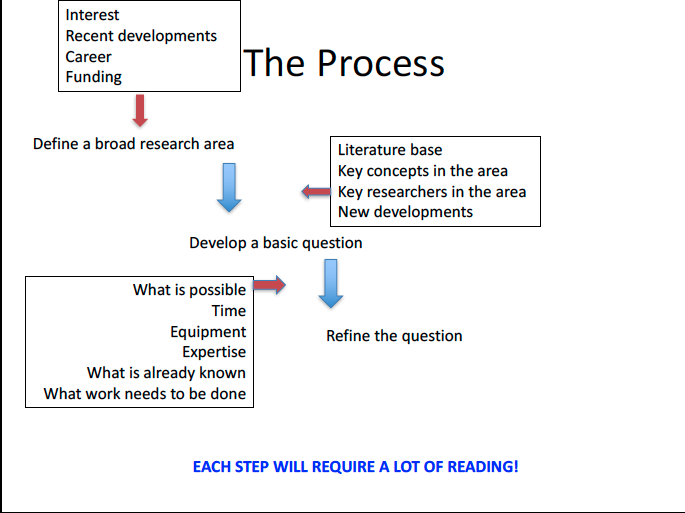 Interest
Recent developments
Career
Funding
The Process
Define a broad research area
Literature base
Key concepts in the area
Key researchers in the area
New developments
Develop a basic question
What is possible
Time
Equipment
Expertise
What is already known
What work needs to be done
Refine the question
EACH STEP WILL REQUIRE A LOT OF READING!